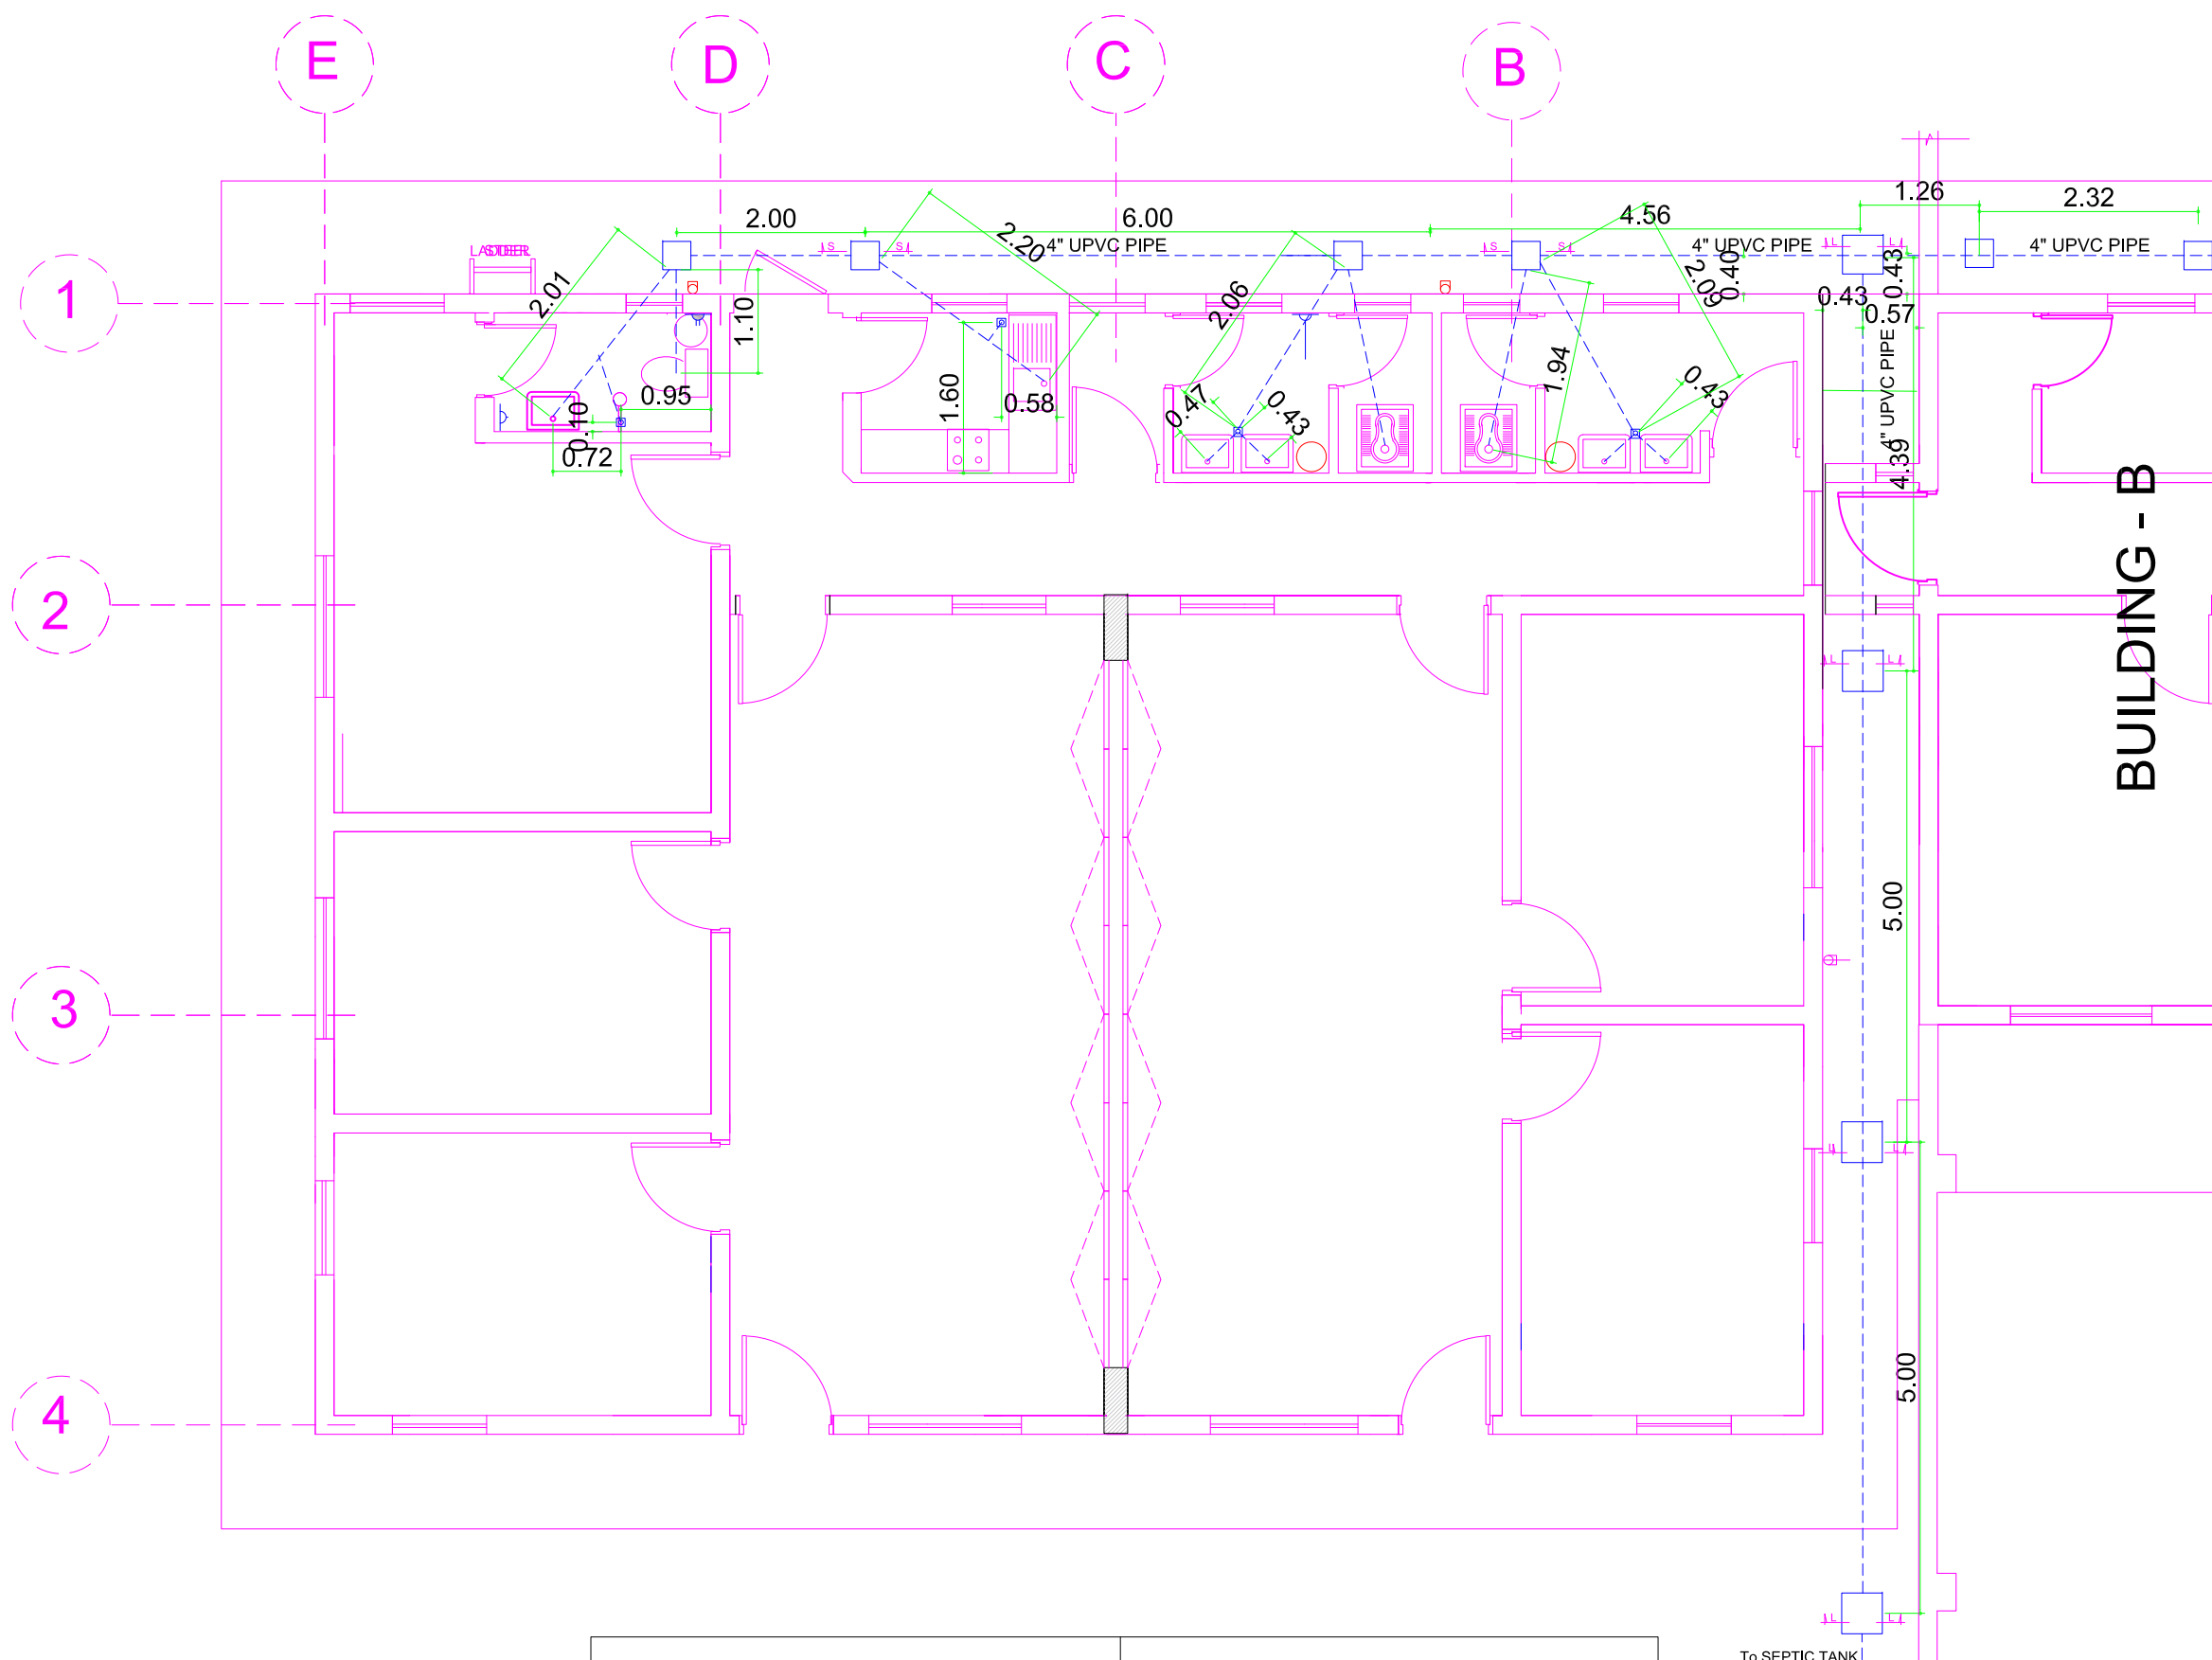 E
D
C
B
1.26
2.32
2.00
6.00
4.56
LADDER
STEEL
S
S
2.20
4" UPVC PIPE
S
S
4" UPVC PIPE
L
L
4" UPVC PIPE
1
2.01
1.10
2.06
2.09
0.40
0.43
0.43
0.57
4" UPVC PIPE
0.95
0.10
0.72
1.60
0.58
0.47
0.43
1.94
0.43
4.39
BUILDING - B
2
L
L
5.00
3
L
L
5.00
4
L
L
To SEPTIC TANK